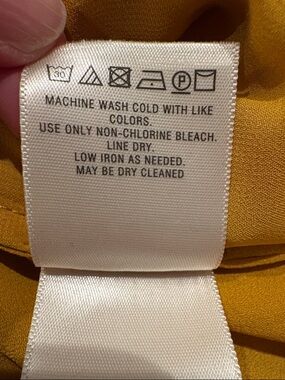 30
P
MACHINE WASH COLD WITH LIKE
COLORS.
USE ONLY NON-CHLORINE BLEACH.
LINE DRY.
LOW IRON AS NEEDED.
MAY BE DRY CLEANED